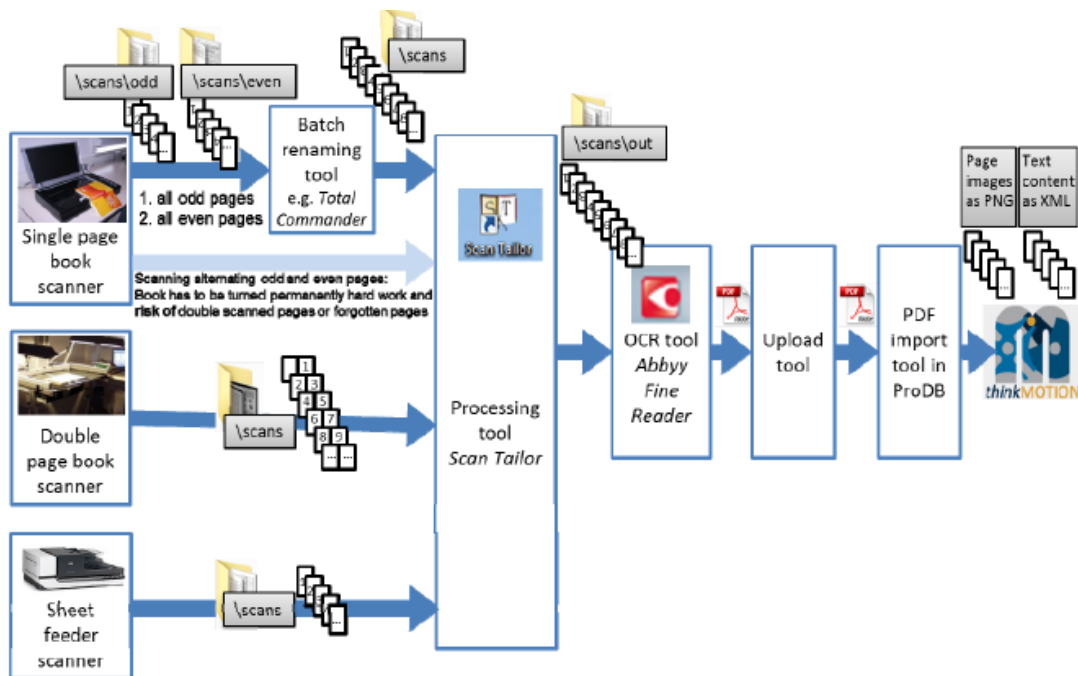 \scans\odd
\scans\even
\scans
Batch
renaming
tool
e.g. Total
Commander
1. all odd pages
2. all even pages
Single page
book
scanner
Scanning alternating odd and even pages:
Book has to be turned permanently hard work and
risk of double scanned pages or forgotten pages
Scan Tailor
Processing
tool
Scan Tailor
\scans\out
Page
images
as PNG
Text
content
as XML
OCR tool
Abbyy
Fine
Reader
PDF
Upload
tool
PDF
PDF
import
tool in
ProDB
thinkMOTION
Double
page book
scanner
\scans
1
2 3
4 5
6 7
8 9
... ...
Sheet
feeder
scanner
\scans